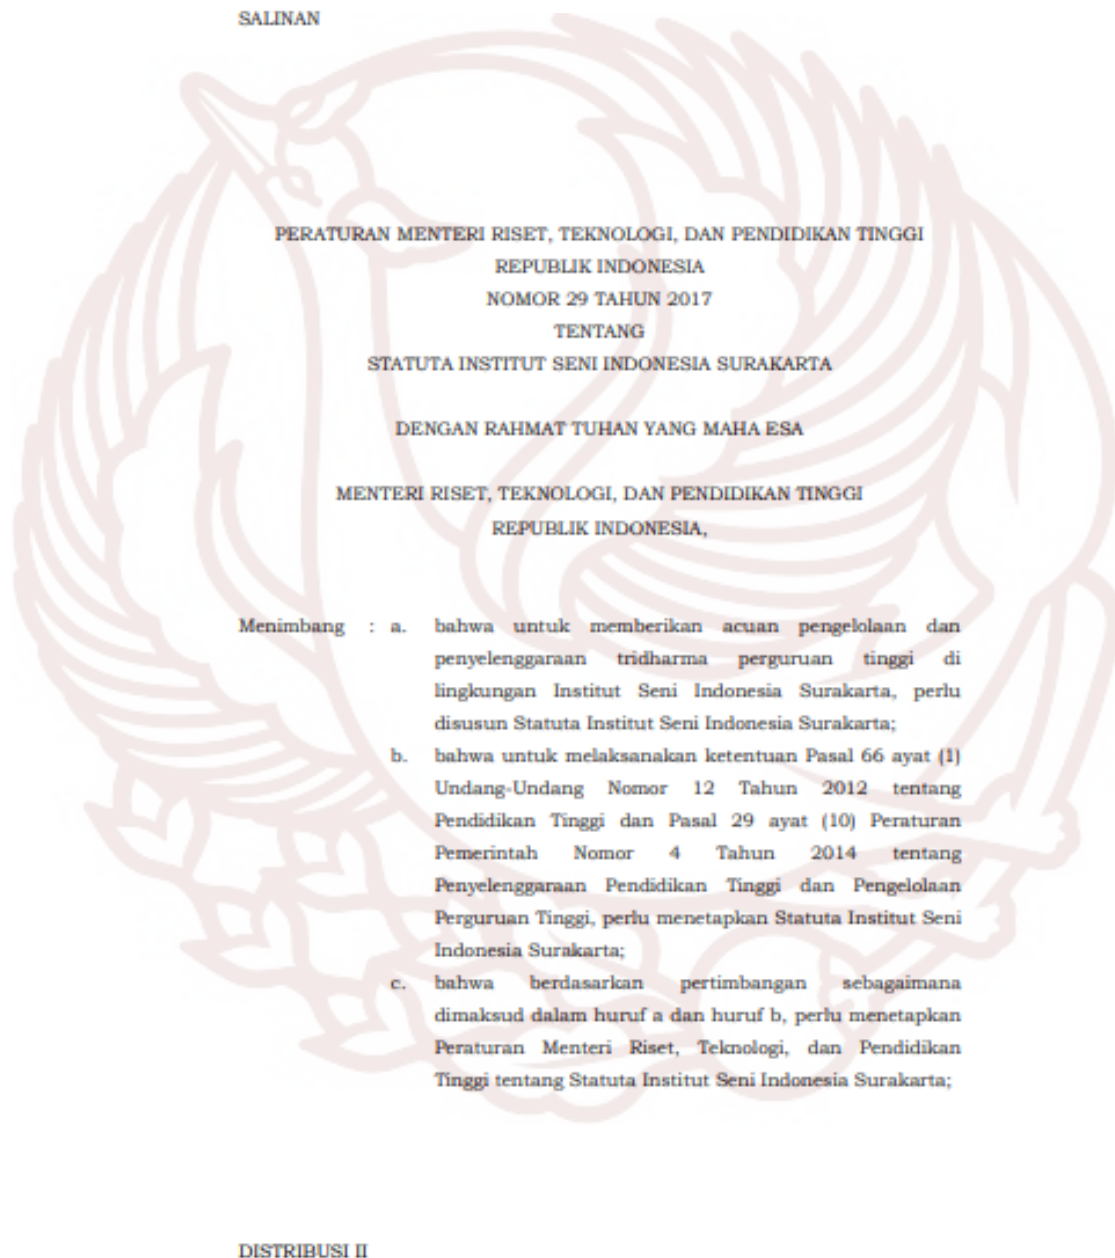 SALINAN
PERATURAN MENTERI RISET, TEKNOLOGI, DAN PENDIDIKAN TINGGI
REPUBLIK INDONESIA
NOMOR 29 TAHUN 2017
TENTANG
STATUTA INSTITUT SENI INDONESIA SURAKARTA
DENGAN RAHMAT TUHAN YANG MAHA ESA
MENTERI RISET, TEKNOLOGI, DAN PENDIDIKAN TINGGI
REPUBLIK INDONESIA,
Menimbang : a. bahwa untuk memberikan acuan pengelolaan dan
penyelenggaraan tridharma perguruan tinggi di
lingkungan Institut Seni Indonesia Surakarta, perlu
disusun Statuta Institut Seni Indonesia Surakarta;
b. bahwa untuk melaksanakan ketentuan Pasal 66 ayat (1)
Undang-Undang Nomor 12 Tahun 2012 tentang
Pendidikan Tinggi dan Pasal 29 ayat (10) Peraturan
Pemerintah Nomor 4 Tahun 2014 tentang
Penyelenggaraan Pendidikan Tinggi dan Pengelolaan
Perguruan Tinggi, perlu menetapkan Statuta Institut Seni
Indonesia Surakarta;
c. bahwa berdasarkan pertimbangan sebagaimana
dimaksud dalam huruf a dan huruf b, perlu menetapkan
Peraturan Menteri Riset, Teknologi, dan Pendidikan
Tinggi tentang Statuta Institut Seni Indonesia Surakarta;
DISTRIBUSI II